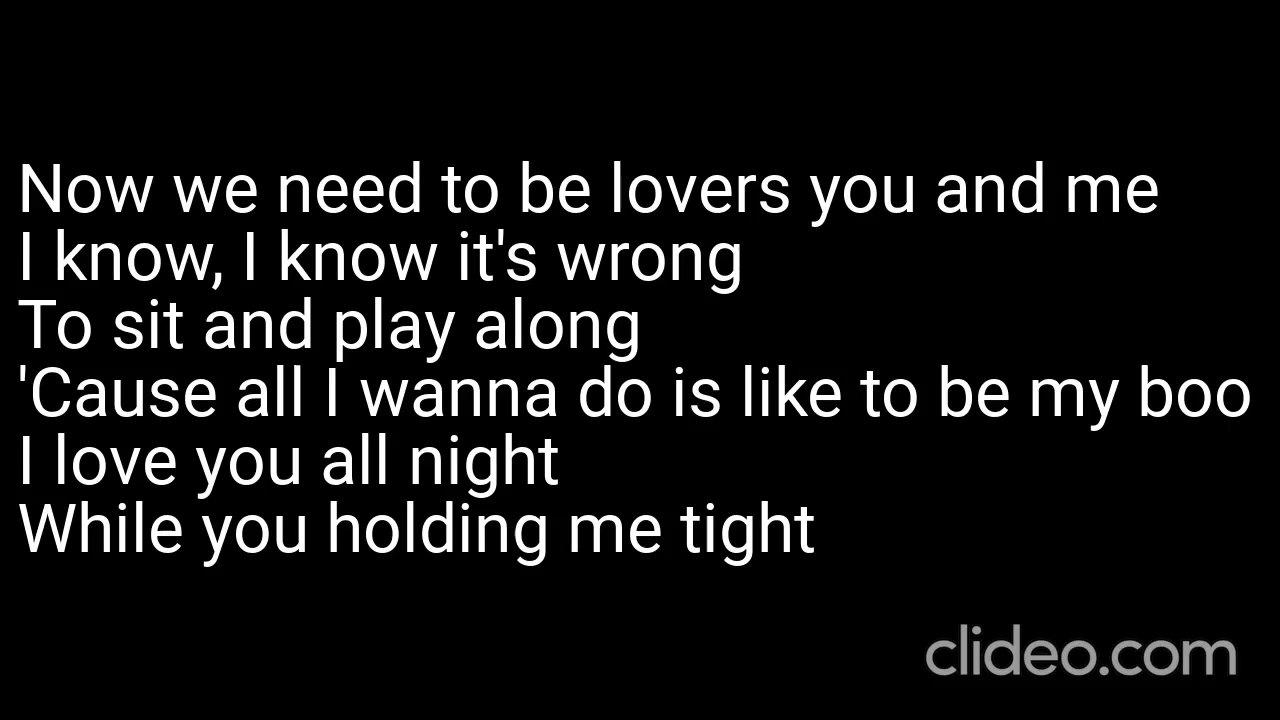 Now we need to be lovers you and me
I know, I know it's wrong
To sit and play along
'Cause all I wanna do is like to be my boo
I love you all night
While you holding me tight
clideo.com